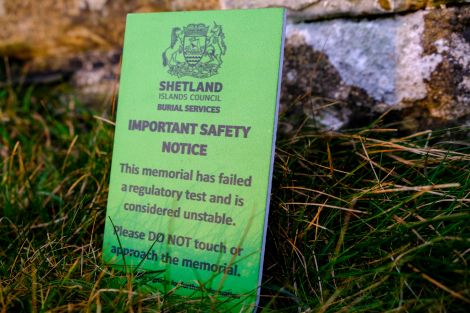 SHETLAND
ISLANDS COUNCIL
BURIAL SERVICES
IMPORTANT SAFETY
NOTICE
This memorial has failed
a regulatory test and is
considered unstable.
Please DO NOT touch or
approach the memorial.